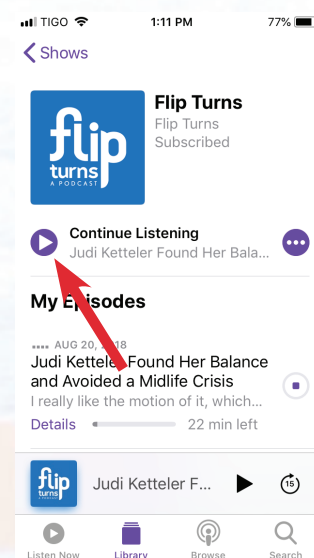 TIGO 1:11 PM 77%
Shows
flip turns A PODCAST
Flip Turns
Flip Turns
Subscribed
Continue Listening
Judi Ketteler Found Her Bala...
My Episodes
AUG 20, 2018
Judi Ketteler Found Her Balance
and Avoided a Midlife Crisis
I really like the motion of it, which...
Details 22 min left
flip turns
Judi Ketteler F... 15
Listen Now Library Browse Search